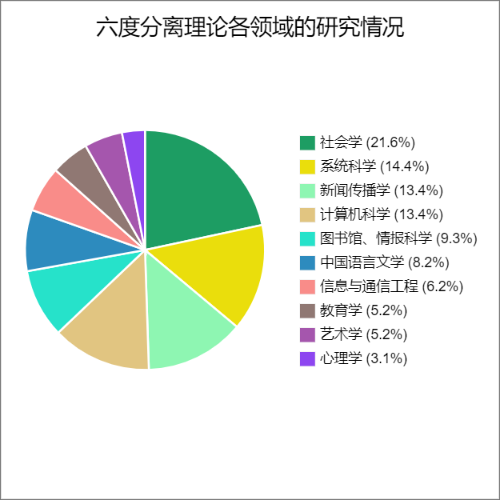 六度分离理论各领域的研究情况
社会学 (21.6%)
系统科学 (14.4%)
新闻传播学 (13.4%)
计算机科学 (13.4%)
图书馆、情报科学 (9.3%)
中国语言文学 (8.2%)
信息与通信工程 (6.2%)
教育学 (5.2%)
艺术学 (5.2%)
心理学 (3.1%)